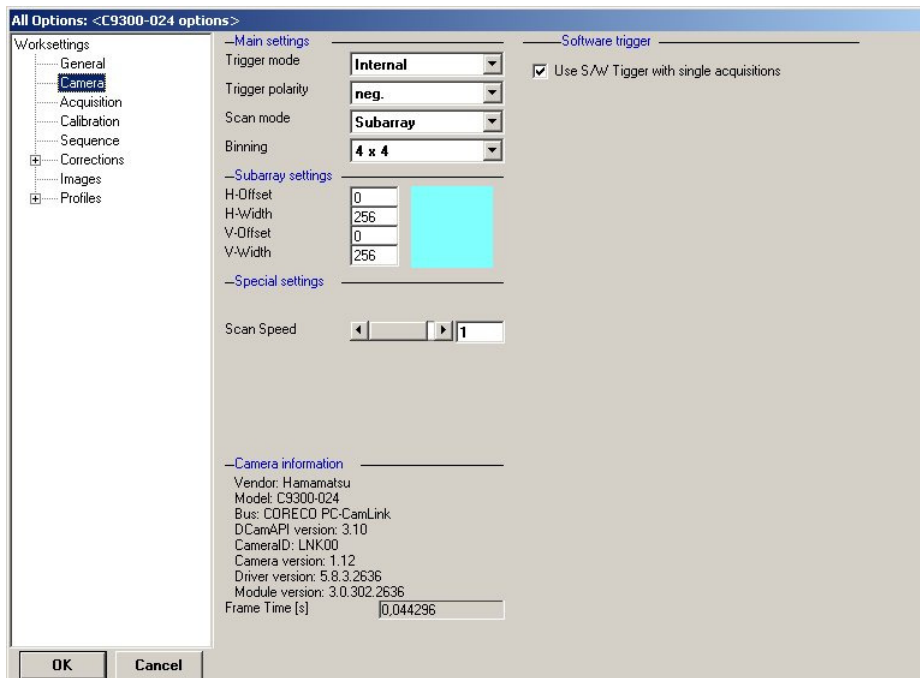 All Options: <C9300-024 options>
Worksettings
General
Camera
Acquisition
Calibration
Sequence
Corrections
Images
Profiles
Main settings
Trigger mode Internal
Trigger polarity neg.
Scan mode Subarray
Binning 4 x 4
Subarray settings
H-Offset 0
H-Width 256
V-Offset 0
V-Width 256
Special settings
Scan Speed 1
Camera information
Vendor: Hamamatsu
Model: C9300-024
Bus: CORECO PC-CamLink
DCamAPI version: 3.10
CameraID: LNK00
Camera version: 1.12
Driver version: 5.8.3.2636
Module version: 3.0.302.2636
Frame Time [s] 0,044296
Software trigger
Use S/W Tigger with single acquisitions
OK Cancel